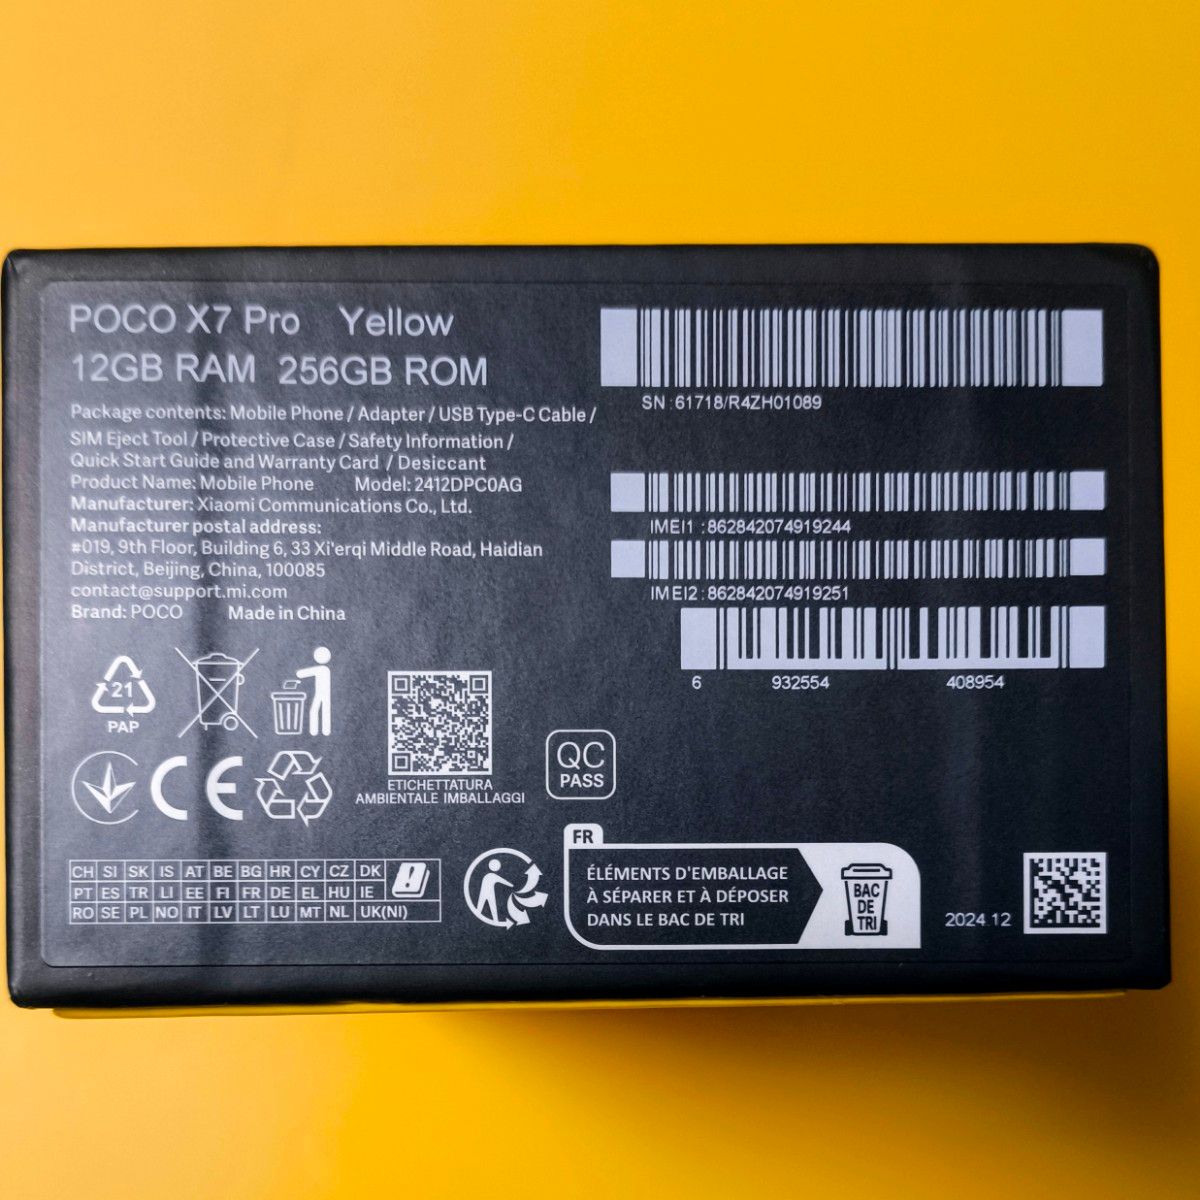 POCO X7 Pro Yellow
12GB RAM 256GB ROM
Package contents: Mobile Phone / Adapter / USB Type-C Cable /
SIM Eject Tool / Protective Case / Safety Information /
Quick Start Guide and Warranty Card / Desiccant
Product Name: Mobile Phone Model: 2412DPC0AG
Manufacturer: Xiaomi Communications Co., Ltd.
Manufacturer postal address:
#019, 9th Floor, Building 6, 33 Xi'erqi Middle Road, Haidian
District, Beijing, China, 100085
contact@support.mi.com
Brand: POCO Made in China
SN:61718/R4ZH01089
IMEI1 :862842074919244
IMEI2:862842074919251
6 932554 408954
21
PAP
CE
ETICHETTATURA
AMBIENTALE IMBALLAGGI
QC
PASS
CH SI SK IS AT BE BG HR CY CZ DK
PT ES TR LI EE FI FR DE EL HU IE
RO SE PL NO IT LV LT LU MT NL UK(NI)
FR
ÉLÉMENTS D'EMBALLAGE
À SÉPARER ET À DÉPOSER
DANS LE BAC DE TRI
BAC
DE
TRI
2024.12